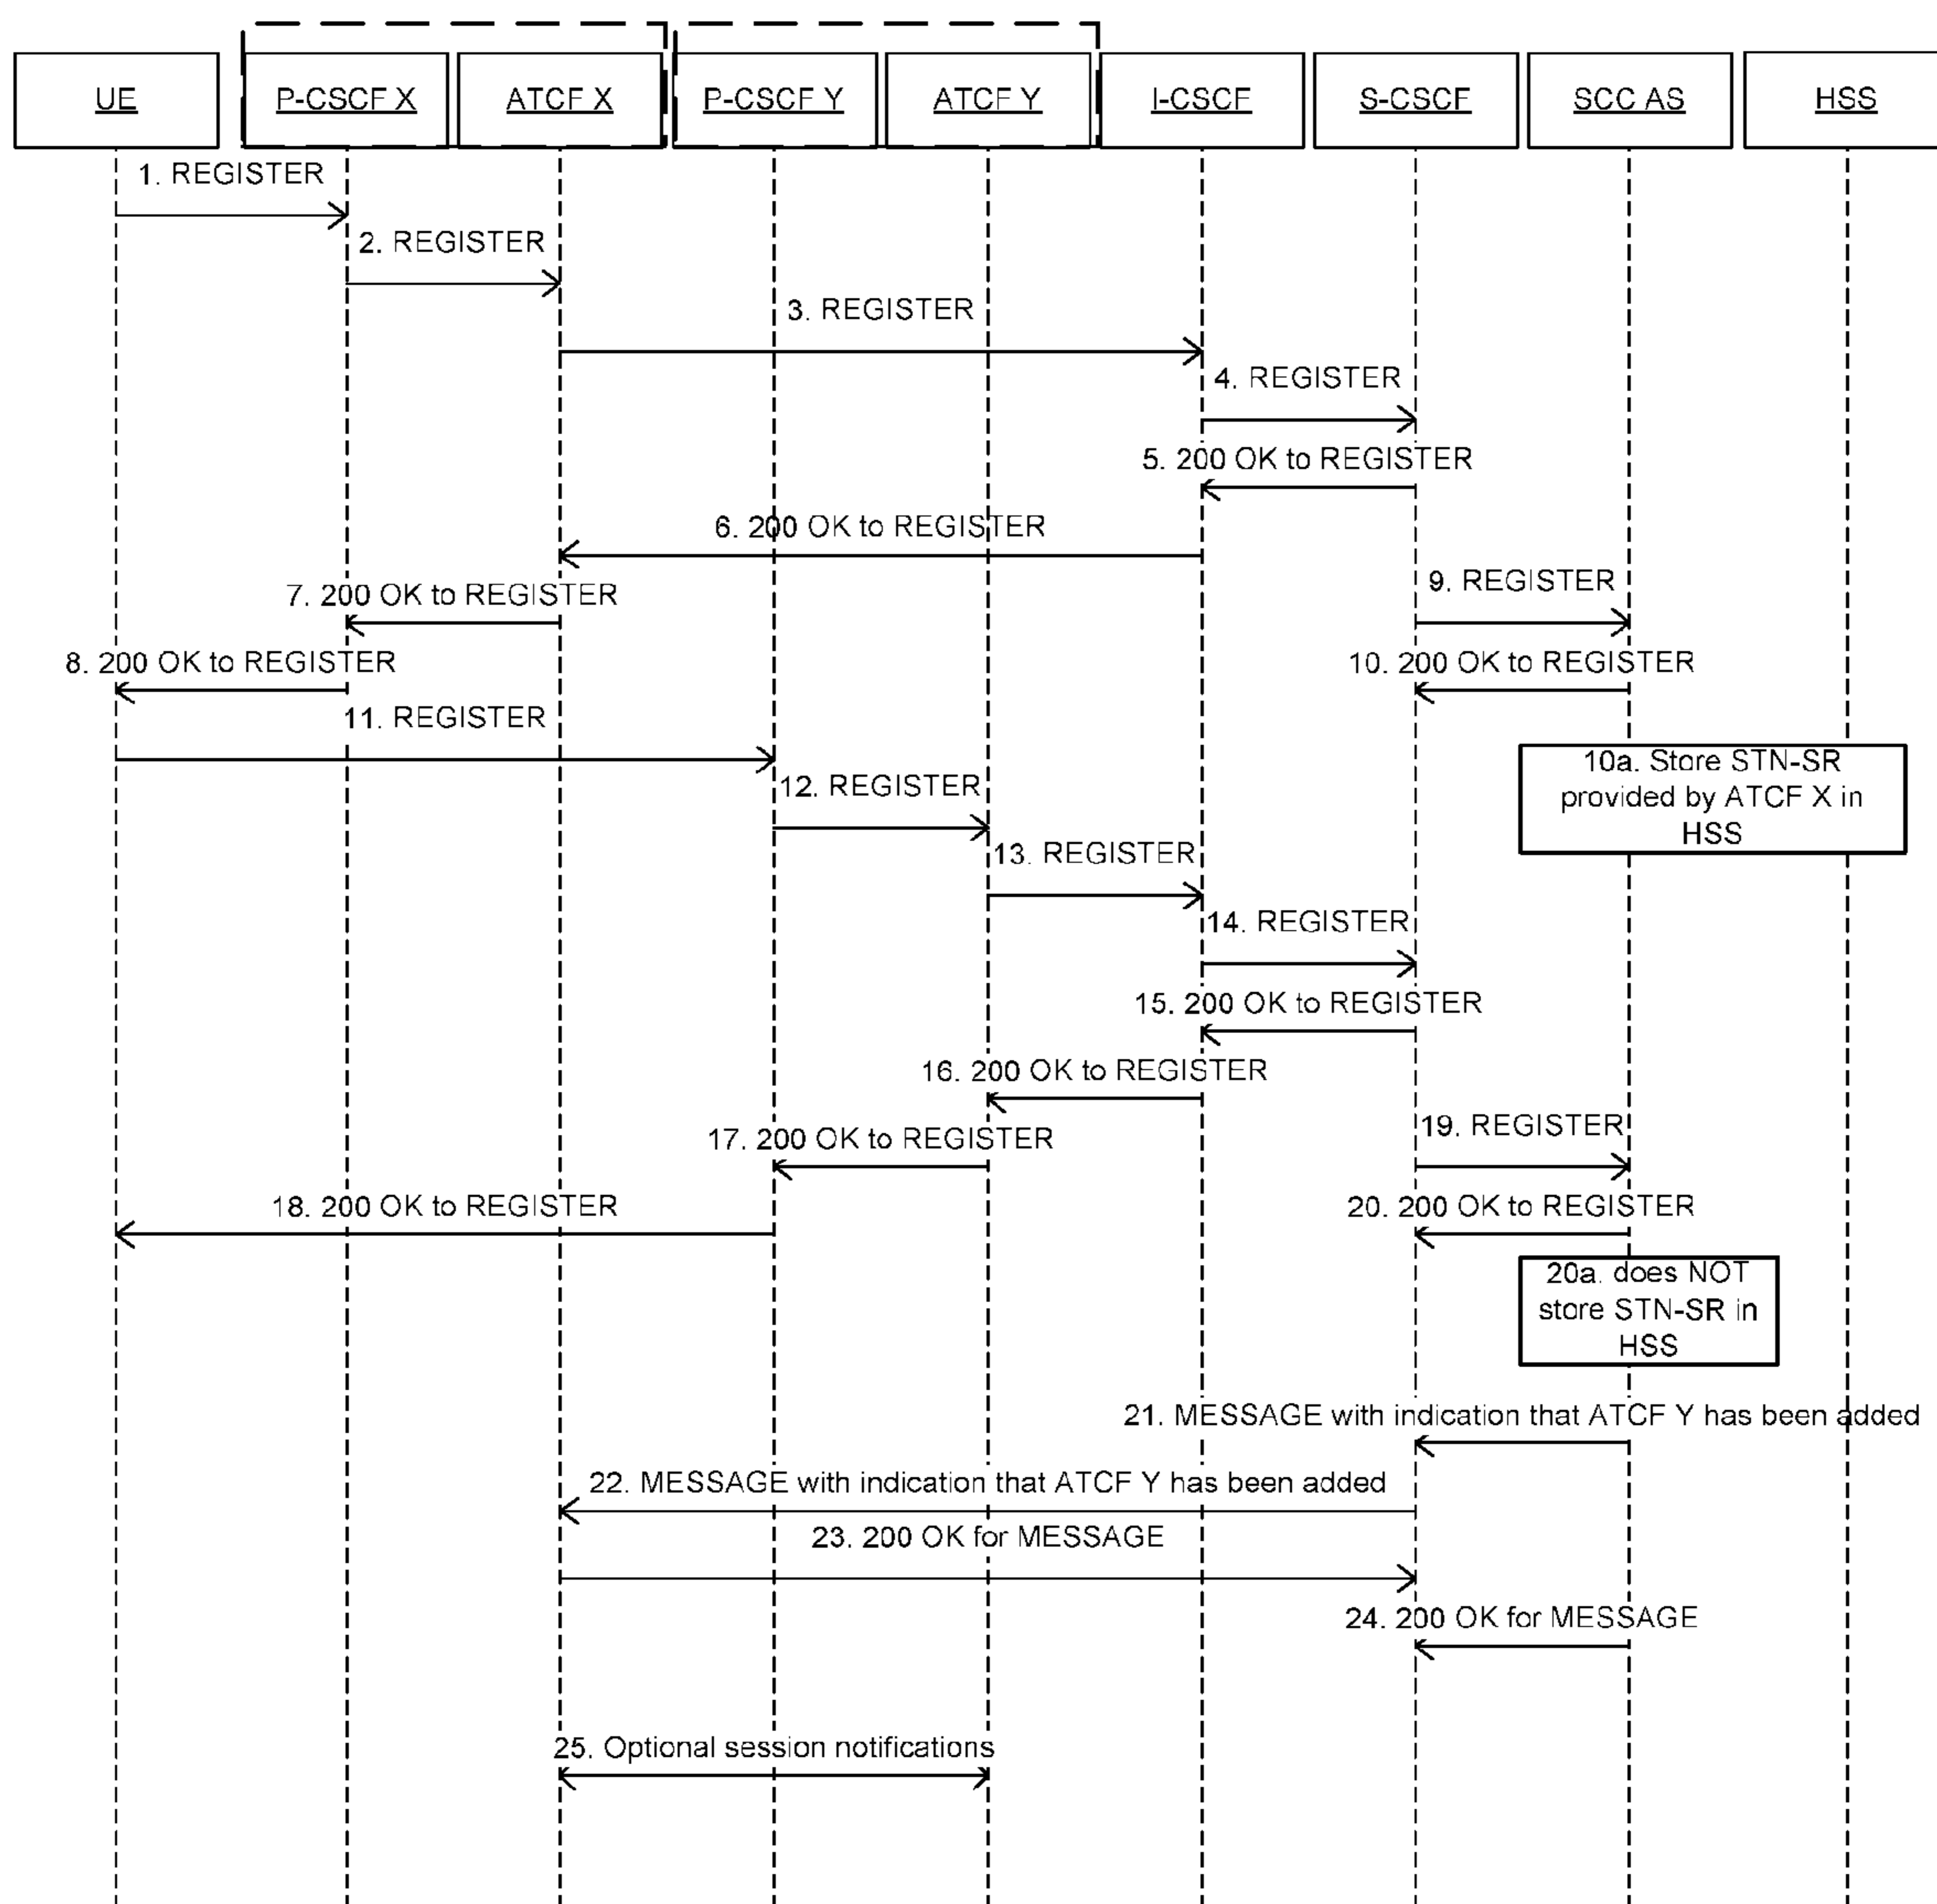 UE
P-CSCF X
ATCF X
P-CSCF Y
ATCF Y
I-CSCF
S-CSCF
SCC AS
HSS
1. REGISTER
2. REGISTER
3. REGISTER
4. REGISTER
5. 200 OK to REGISTER
6. 200 OK to REGISTER
9. REGISTER
7. 200 OK to REGISTER
8. 200 OK to REGISTER
10. 200 OK to REGISTER
11. REGISTER
10a. Store STN-SR
provided by ATCF X in
HSS
12. REGISTER
13. REGISTER
14. REGISTER
15. 200 OK to REGISTER
16. 200 OK to REGISTER
19. REGISTER
17. 200 OK to REGISTER
18. 200 OK to REGISTER
20. 200 OK to REGISTER
20a. does NOT
store STN-SR in
HSS
21. MESSAGE with indication that ATCF Y has been added
22. MESSAGE with indication that ATCF Y has been added
23. 200 OK for MESSAGE
24. 200 OK for MESSAGE
25. Optional session notifications